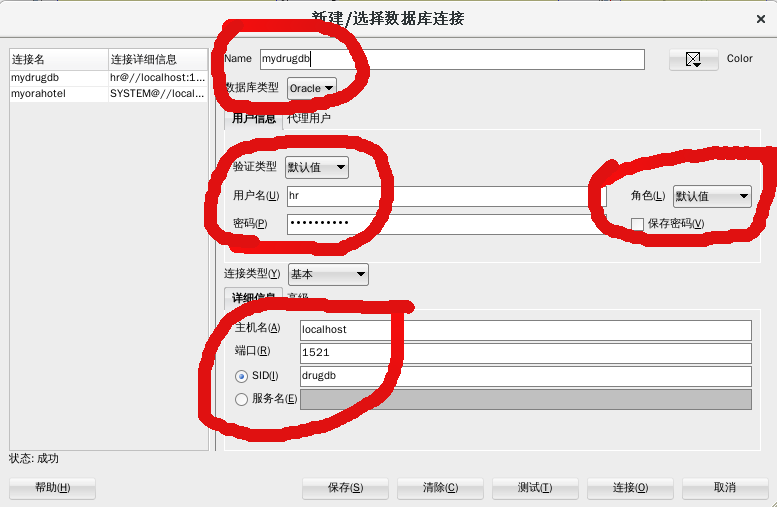 新建/选择数据库连接
连接名 连接详细信息
mydrugdb hr@//localhost:1...
myorahotel SYSTEM@//local...
Name mydrugdb Color
数据库类型 Oracle
用户信息 代理用户
验证类型 默认值
用户名(U) hr 角色(L) 默认值
密码(P) •••••••••• 保存密码(V)
连接类型(Y) 基本
详细信息 高级
主机名(A) localhost
端口(R) 1521
SID(I) drugdb
服务名(E)
状态: 成功
帮助(H) 保存(S) 清除(C) 测试(T) 连接(O) 取消